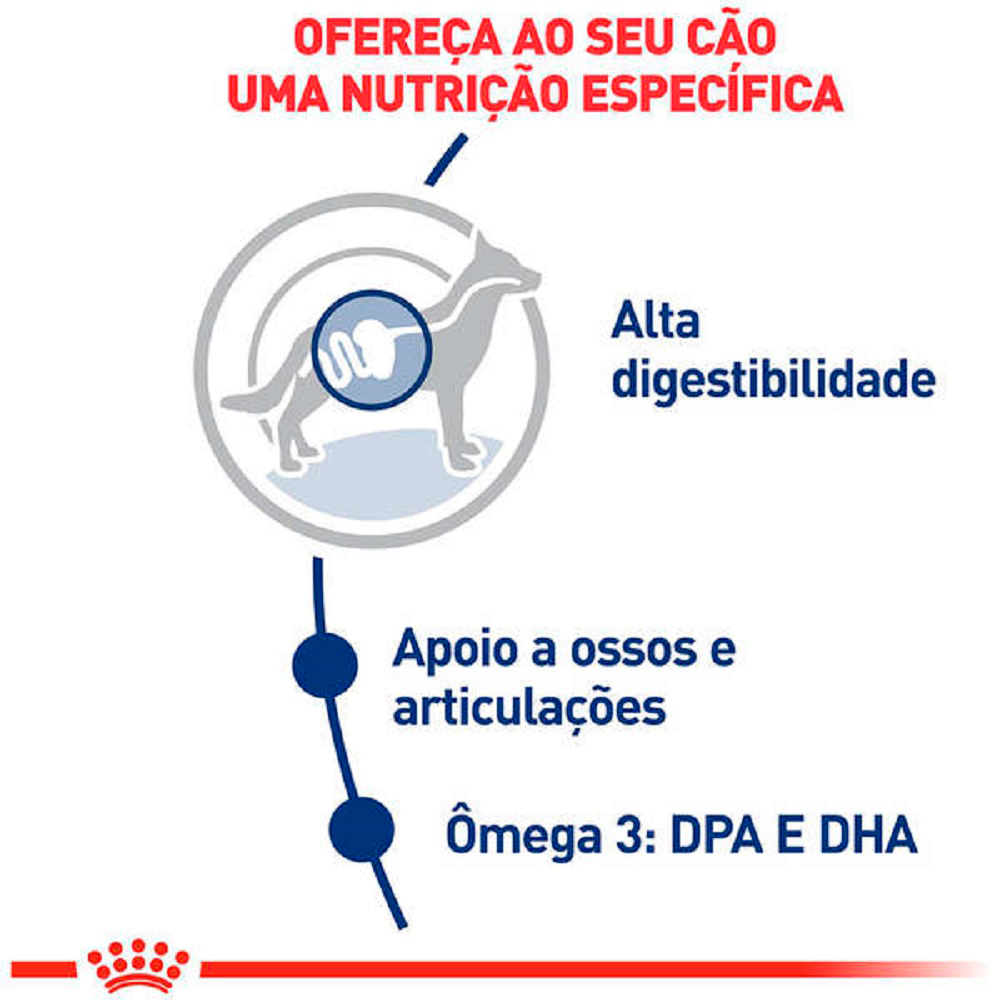 OFEREÇA AO SEU CÃO
UMA NUTRIÇÃO ESPECÍFICA
Alta
digestibilidade
Apoio a ossos e
articulações
Ômega 3: DPA E DHA